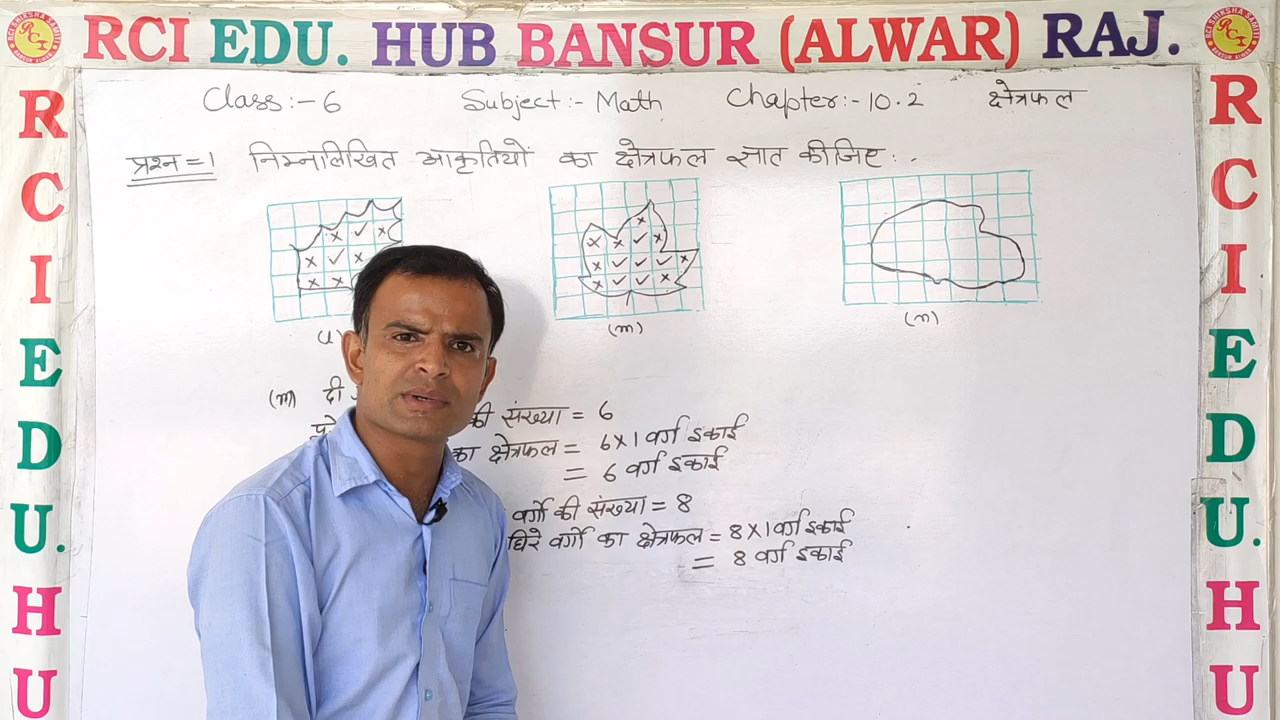 RCI EDU. HUB BANSUR (ALWAR) RAJ.
Class:- 6 Subject:- Math Chapter:- 10.2 क्षेत्रफल
प्रश्न = 1 निम्नालिखित आकृतियों का क्षेत्रफल ज्ञात कीजिए:.
(l) (m) (n)
(m) दी
की संख्या = 6
का क्षेत्रफल = 6×1 वर्ग इकाई
= 6 वर्ग इकाई
वर्गो की संख्या = 8
घिरे वर्गो का क्षेत्रफल = 8×1 वर्ग इकाई
= 8 वर्ग इकाई
R C I E D U. H U
R C I E D U. H U